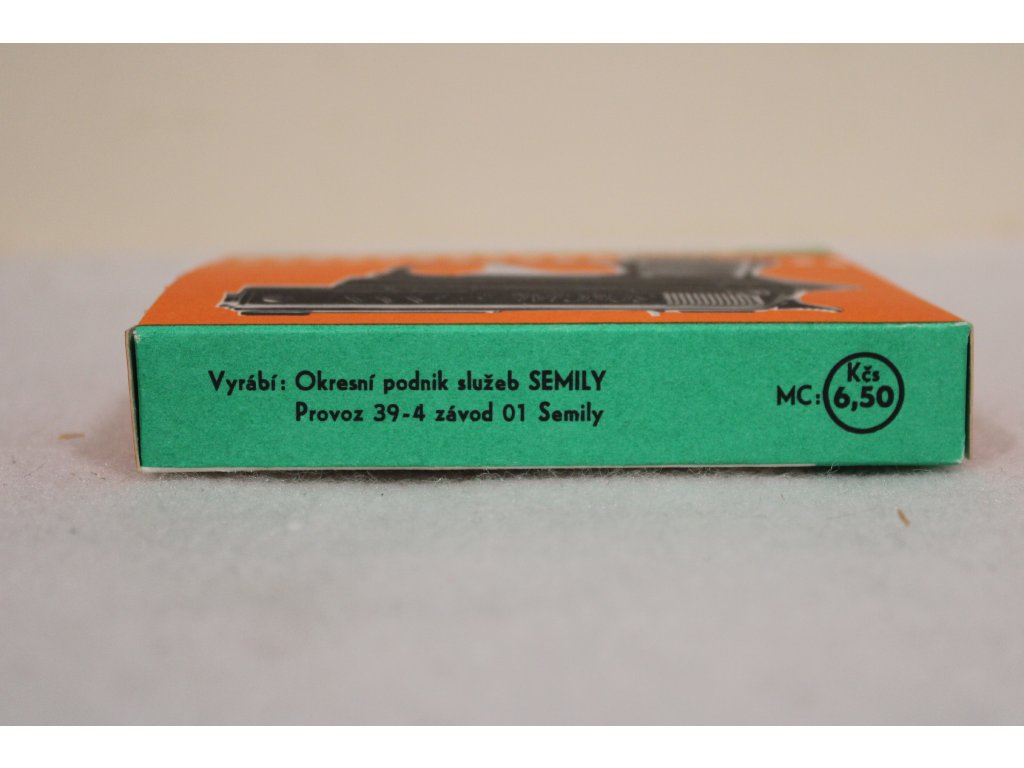 Vyrábí: Okresní podnik služeb SEMILY
Provoz 39-4 závod 01 Semily
MC: Kčs
6,50